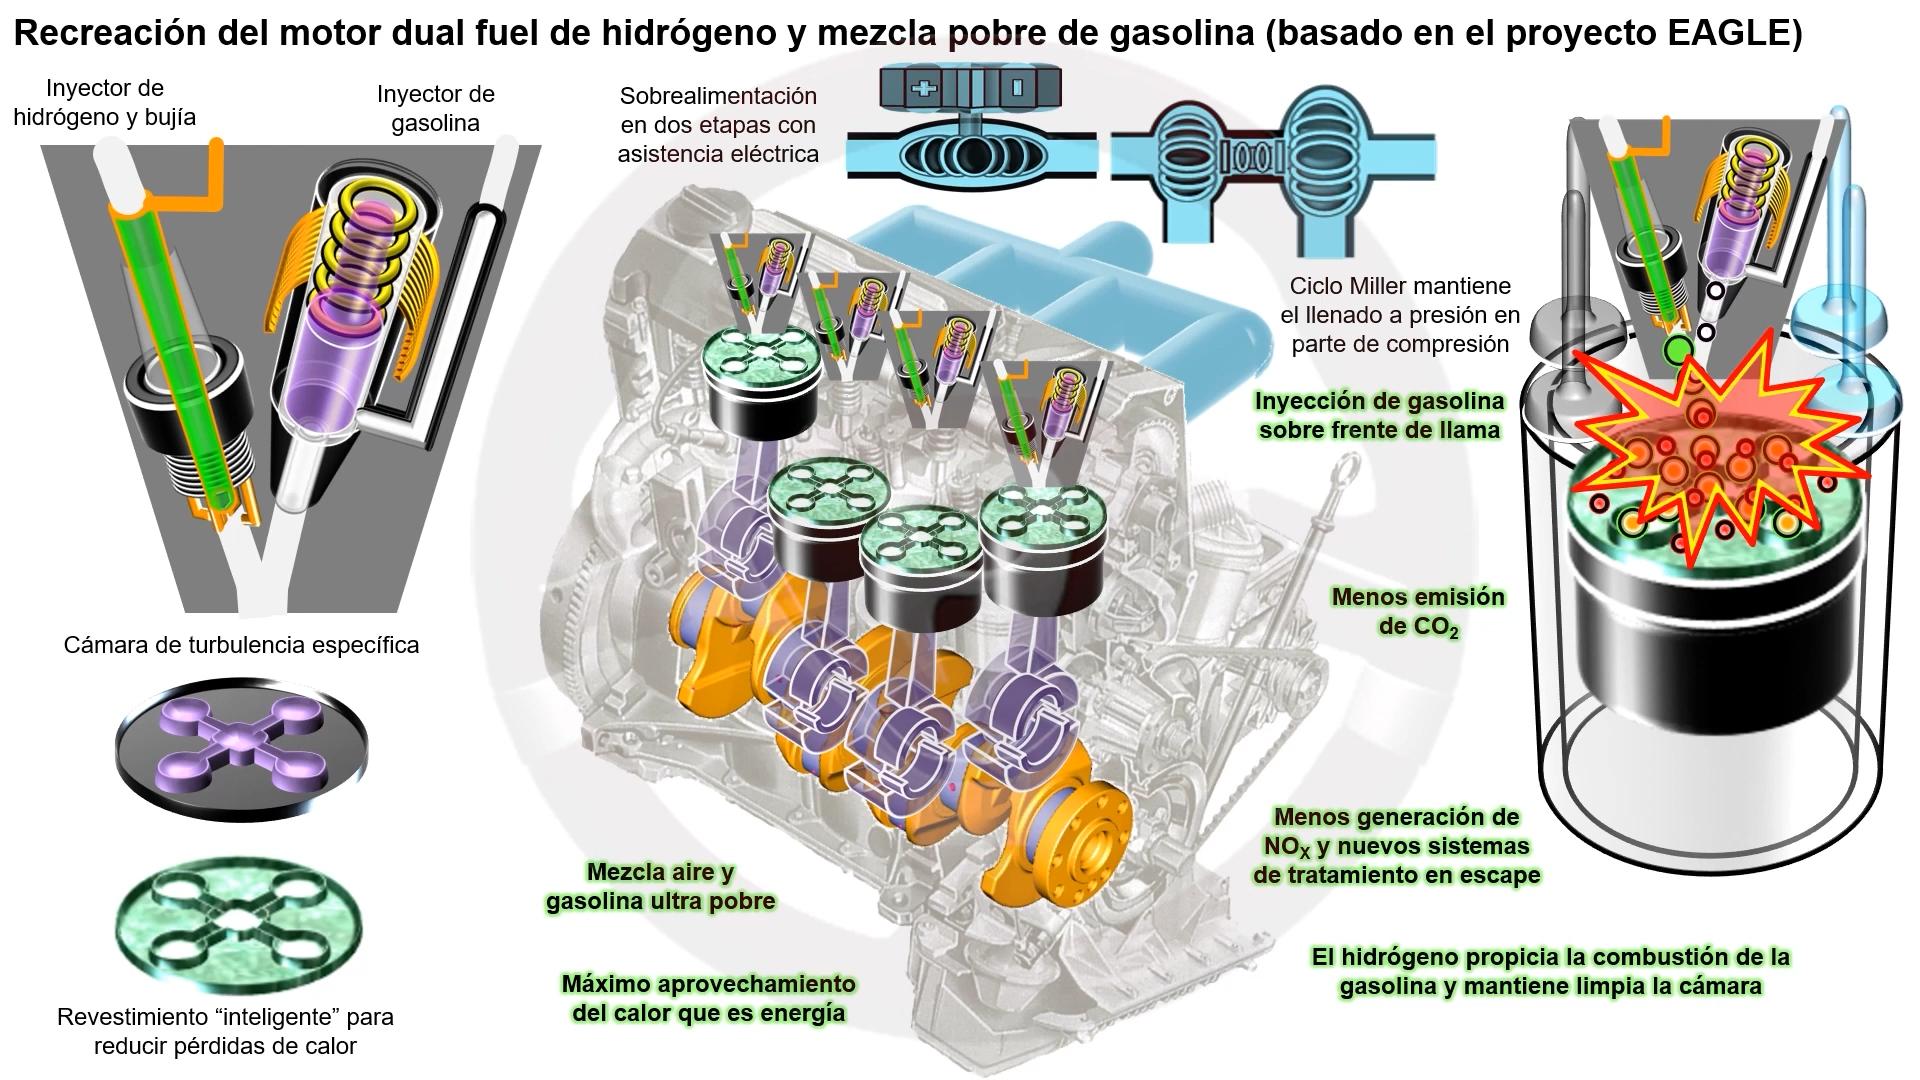 Recreación del motor dual fuel de hidrógeno y mezcla pobre de gasolina (basado en el proyecto EAGLE)
Inyector de
hidrógeno y bujía
Inyector de
gasolina
Sobrealimentación
en dos etapas con
asistencia eléctrica
+ -
Ciclo Miller mantiene
el llenado a presión en
parte de compresión
Inyección de gasolina
sobre frente de llama
Menos emisión
de CO₂
Cámara de turbulencia específica
Menos generación de
NOₓ y nuevos sistemas
de tratamiento en escape
Mezcla aire y
gasolina ultra pobre
El hidrógeno propicia la combustión de la
gasolina y mantiene limpia la cámara
Máximo aprovechamiento
del calor que es energía
Revestimiento “inteligente” para
reducir pérdidas de calor